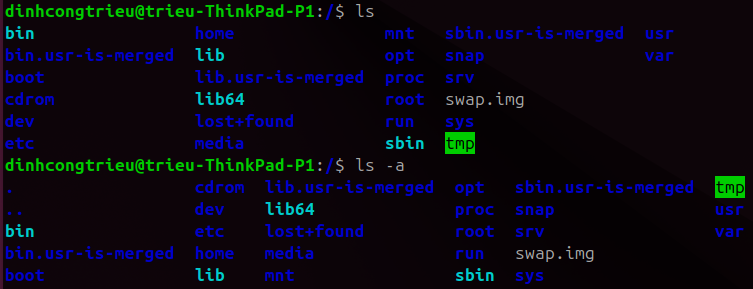 dinhcongtrieu@trieu-ThinkPad-P1:/$ ls
bin home mnt sbin.usr-is-merged usr
bin.usr-is-merged lib opt snap var
boot lib.usr-is-merged proc srv
cdrom lib64 root swap.img
dev lost+found run sys
etc media sbin tmp
dinhcongtrieu@trieu-ThinkPad-P1:/$ ls -a
. cdrom lib.usr-is-merged opt sbin.usr-is-merged tmp
.. dev lib64 proc snap usr
bin etc lost+found root srv var
bin.usr-is-merged home media run swap.img
boot lib mnt sbin sys